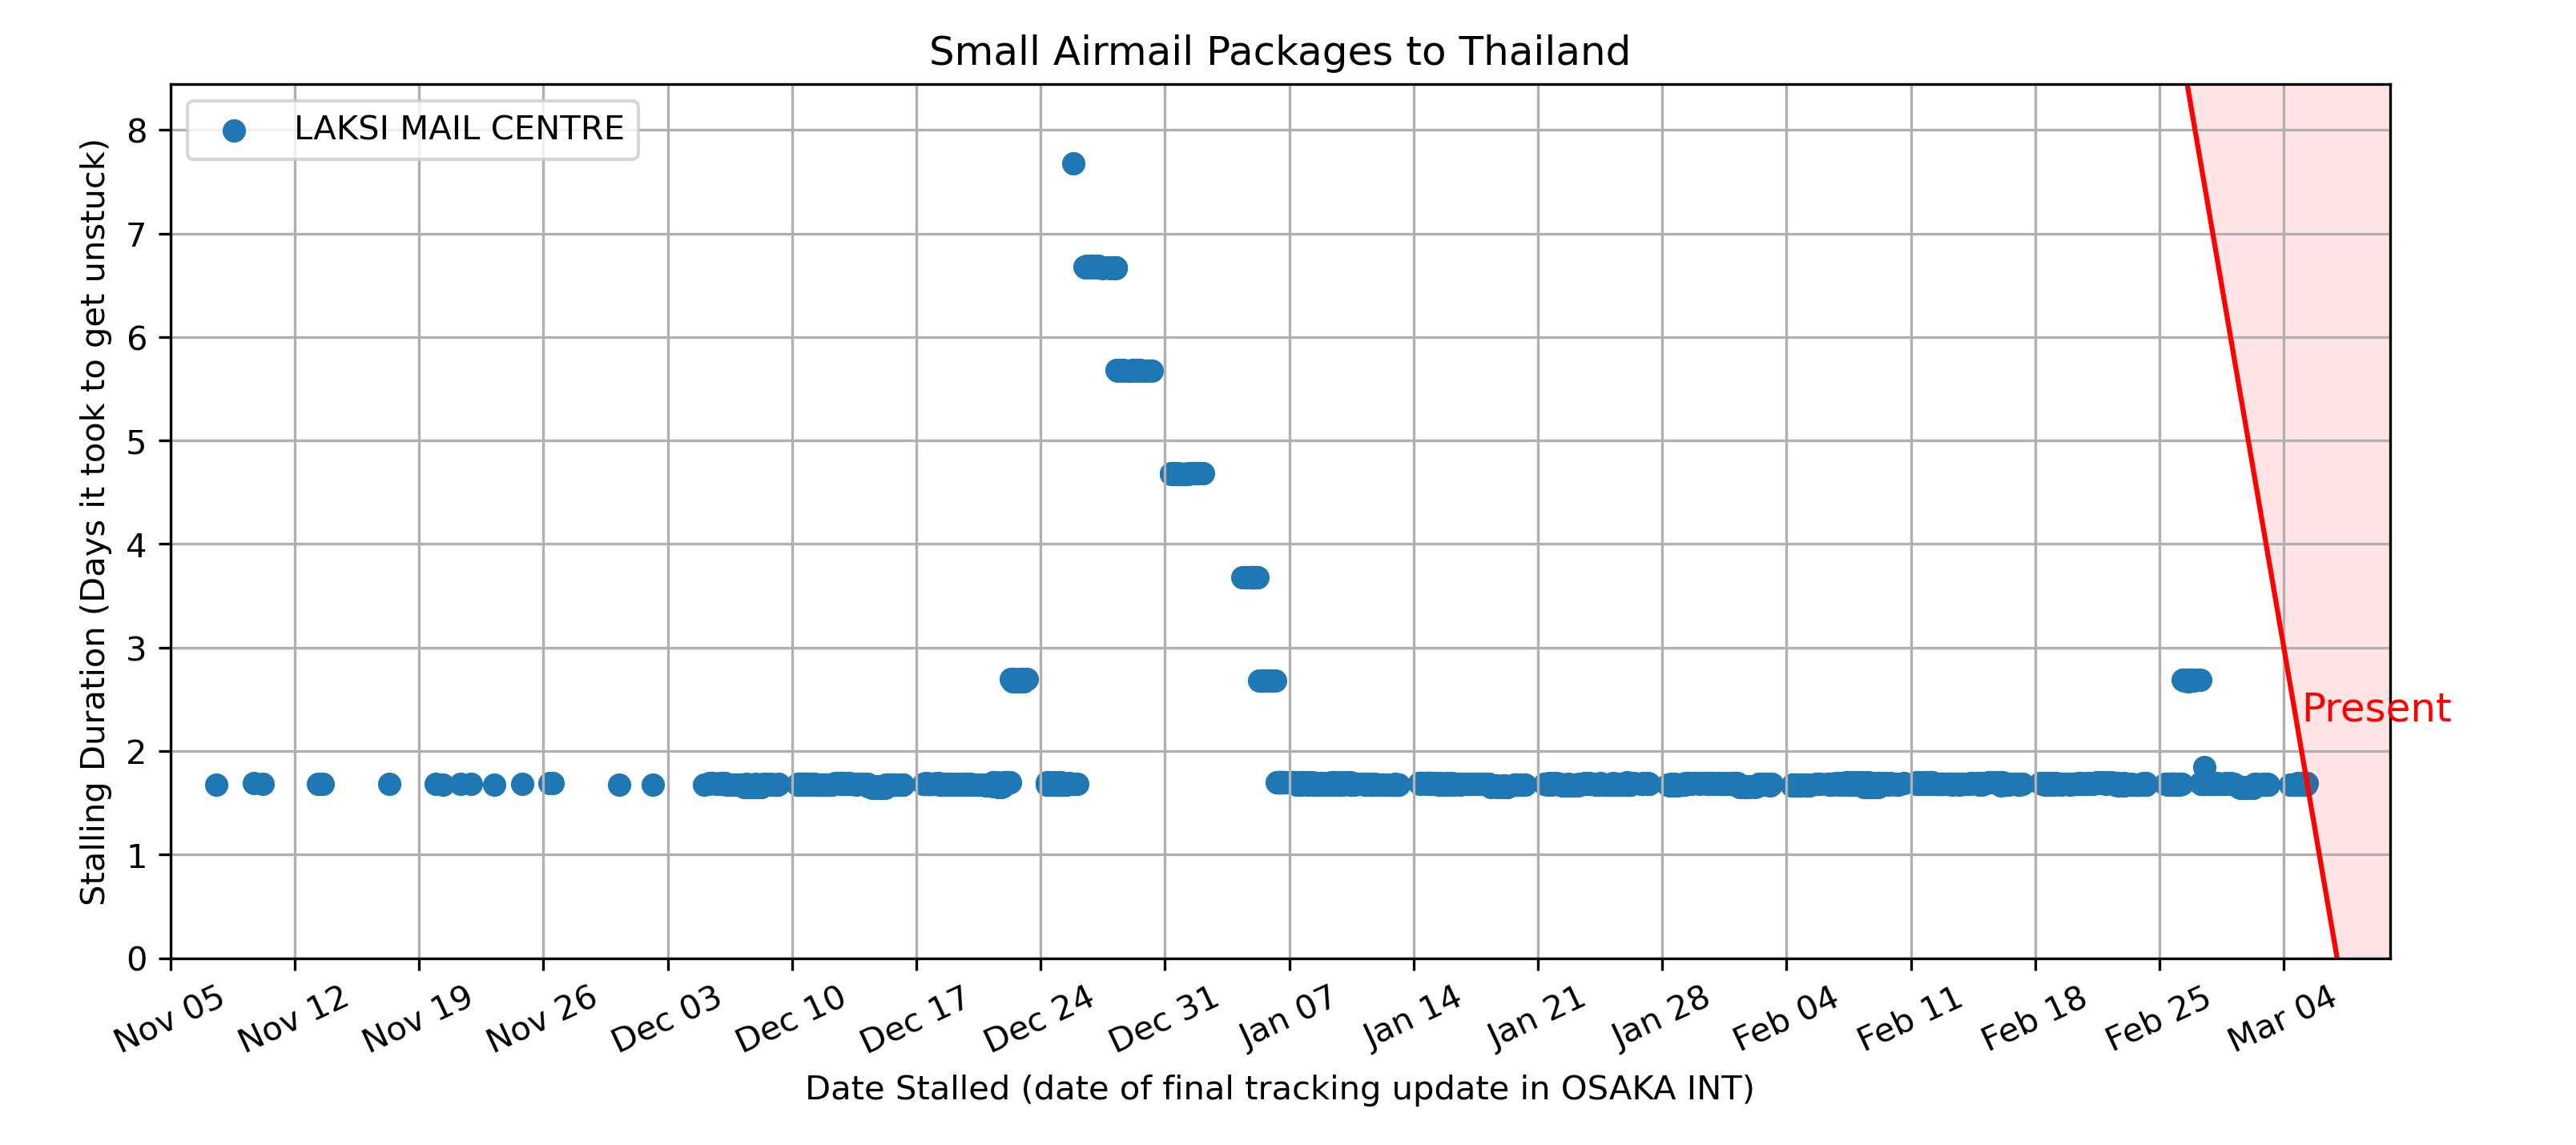 Small Airmail Packages to Thailand
LAKSI MAIL CENTRE
Stalling Duration (Days it took to get unstuck)
8
7
6
5
4
3
2
1
0
Present
Nov 05 Nov 12 Nov 19 Nov 26 Dec 03 Dec 10 Dec 17 Dec 24 Dec 31 Jan 07 Jan 14 Jan 21 Jan 28 Feb 04 Feb 11 Feb 18 Feb 25 Mar 04
Date Stalled (date of final tracking update in OSAKA INT)